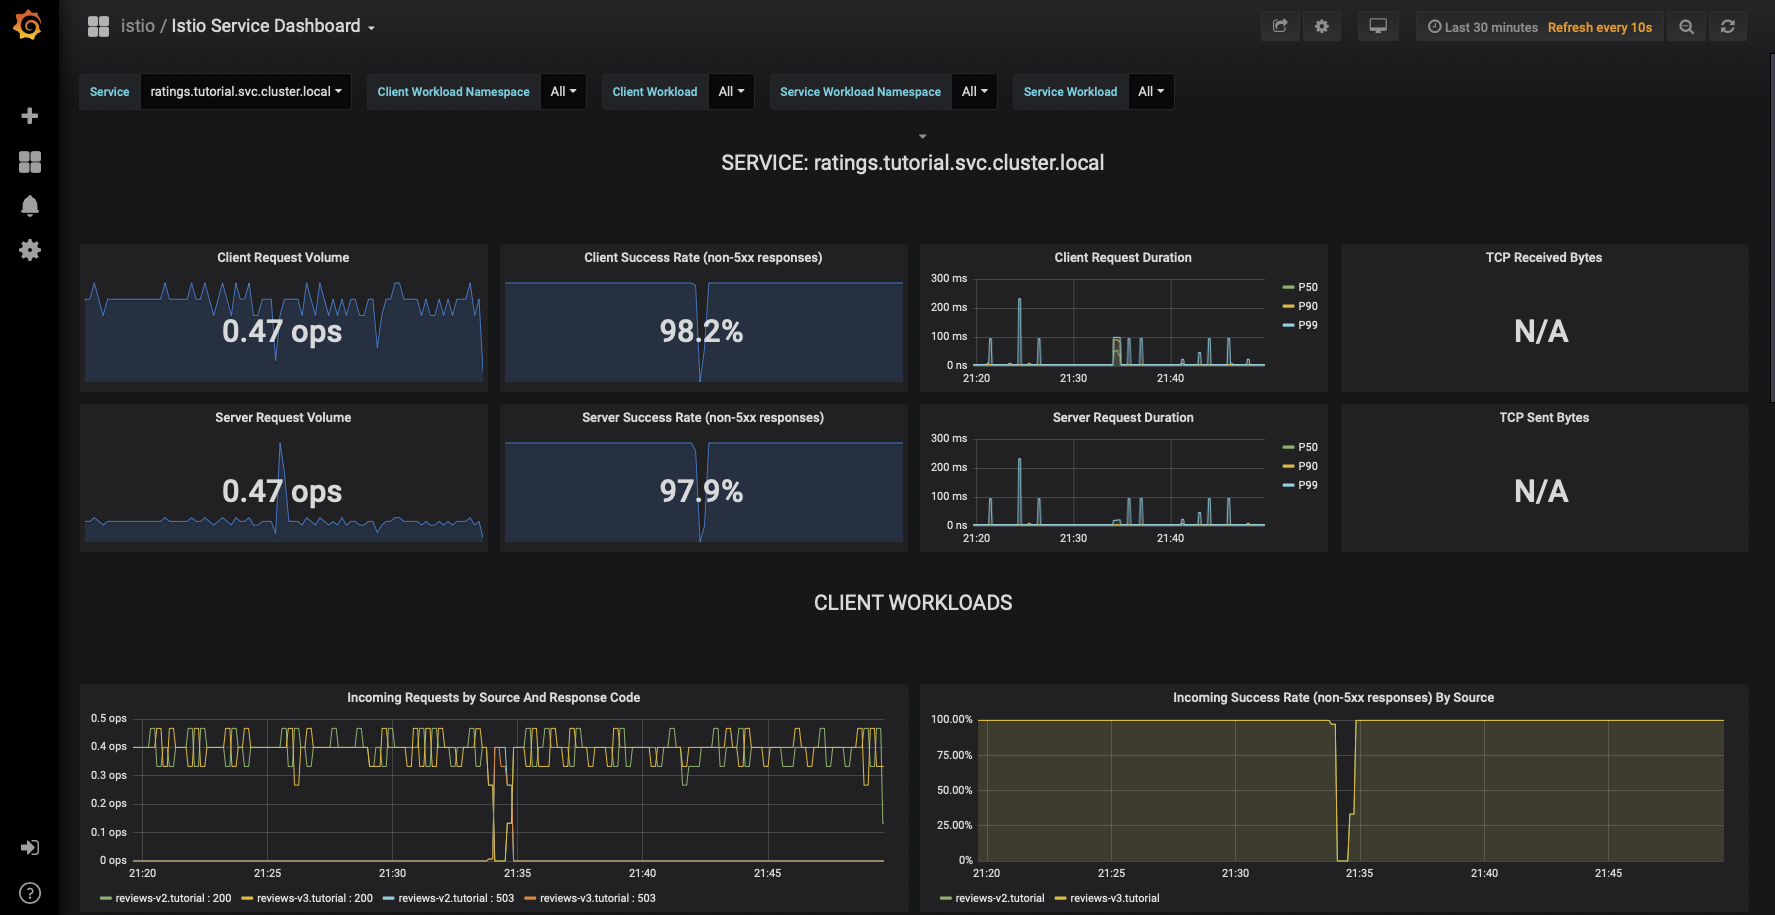 istio / Istio Service Dashboard
Last 30 minutes Refresh every 10s
Service ratings.tutorial.svc.cluster.local Client Workload Namespace All Client Workload All Service Workload Namespace All Service Workload All
SERVICE: ratings.tutorial.svc.cluster.local
Client Request Volume
0.47 ops
Client Success Rate (non-5xx responses)
98.2%
Client Request Duration
300 ms
200 ms
100 ms
0 ns
21:20 21:30 21:40
P50
P90
P99
TCP Received Bytes
N/A
Server Request Volume
0.47 ops
Server Success Rate (non-5xx responses)
97.9%
Server Request Duration
300 ms
200 ms
100 ms
0 ns
21:20 21:30 21:40
P50
P90
P99
TCP Sent Bytes
N/A
CLIENT WORKLOADS
Incoming Requests by Source And Response Code
0.5 ops
0.4 ops
0.3 ops
0.2 ops
0.1 ops
0 ops
21:20 21:25 21:30 21:35 21:40 21:45
reviews-v2.tutorial : 200 reviews-v3.tutorial : 200 reviews-v2.tutorial : 503 reviews-v3.tutorial : 503
Incoming Success Rate (non-5xx responses) By Source
100.00%
75.00%
50.00%
25.00%
0%
21:20 21:25 21:30 21:35 21:40 21:45
reviews-v2.tutorial reviews-v3.tutorial